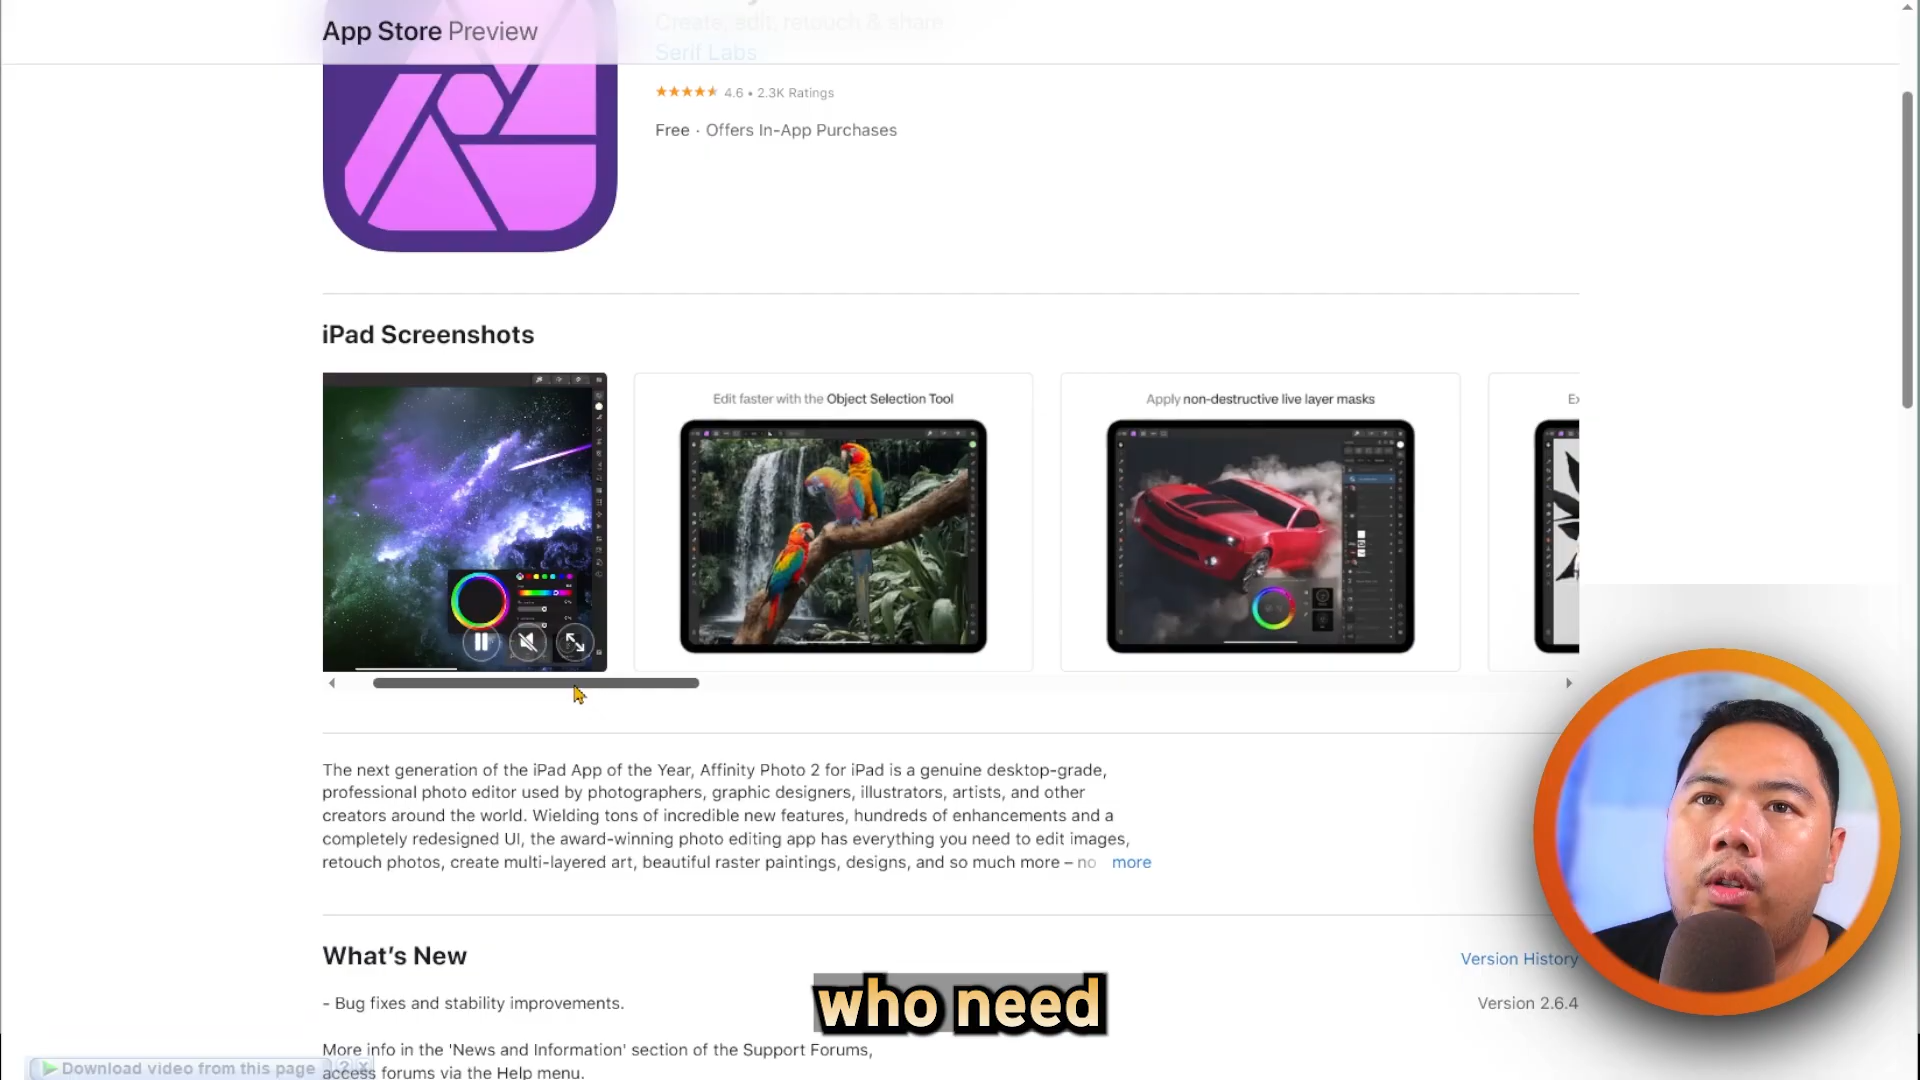 App Store Preview
Create, edit, retouch & share
Serif Labs
4.6 • 2.3K Ratings
Free · Offers In-App Purchases
iPad Screenshots
Edit faster with the Object Selection Tool
Apply non-destructive live layer masks
Ex
The next generation of the iPad App of the Year, Affinity Photo 2 for iPad is a genuine desktop-grade,
professional photo editor used by photographers, graphic designers, illustrators, artists, and other
creators around the world. Wielding tons of incredible new features, hundreds of enhancements and a
completely redesigned UI, the award-winning photo editing app has everything you need to edit images,
retouch photos, create multi-layered art, beautiful raster paintings, designs, and so much more – no more
What's New
Version History
- Bug fixes and stability improvements.
Version 2.6.4
who need
More info in the 'News and Information' section of the Support Forums,
access forums via the Help menu.
Download video from this page ? X